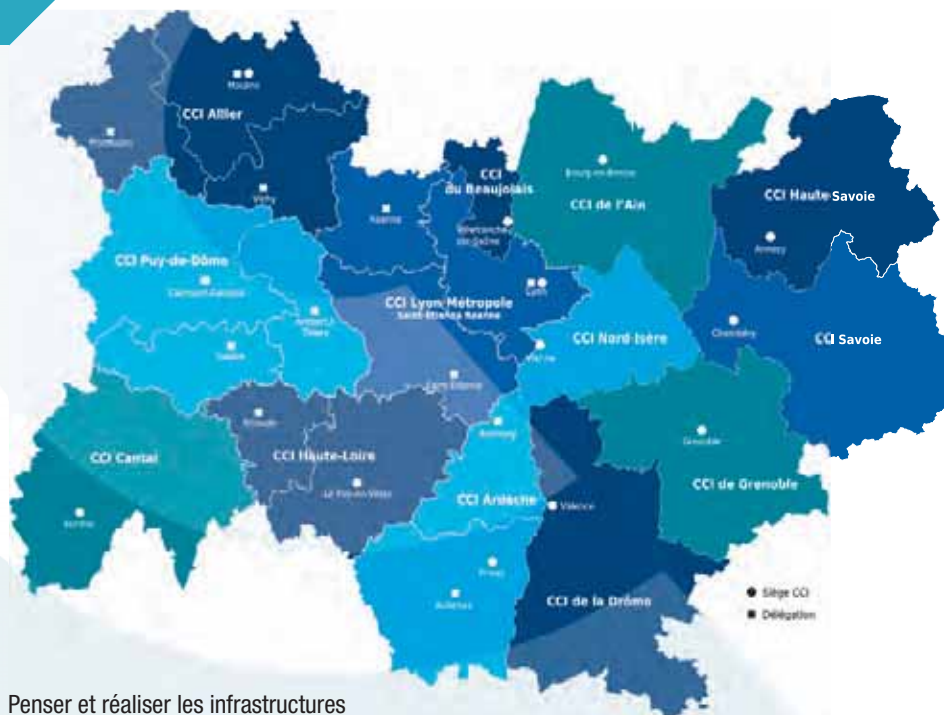 Moulins
CCI Allier
Montluçon
Vichy
CCI
du Beaujolais
Villefranche-
sur-Saône
Bourg-en-Bresse
CCI de l'Ain
CCI Haute-Savoie
Annecy
Roanne
CCI Puy-de-Dôme
Clermont-Ferrand
Ambert/
Thiers
Issoire
CCI Lyon Métropole
Saint-Etienne Roanne
Lyon
Vienne
CCI Nord-Isère
Chambéry
CCI Savoie
Saint-Etienne
CCI Cantal
Aurillac
Brioude
CCI Haute-Loire
Le Puy-en-Velay
Annonay
CCI Ardèche
Privas
Aubenas
Valence
Grenoble
CCI de Grenoble
CCI de la Drôme
Siège CCI
Délégation
Penser et réaliser les infrastructures